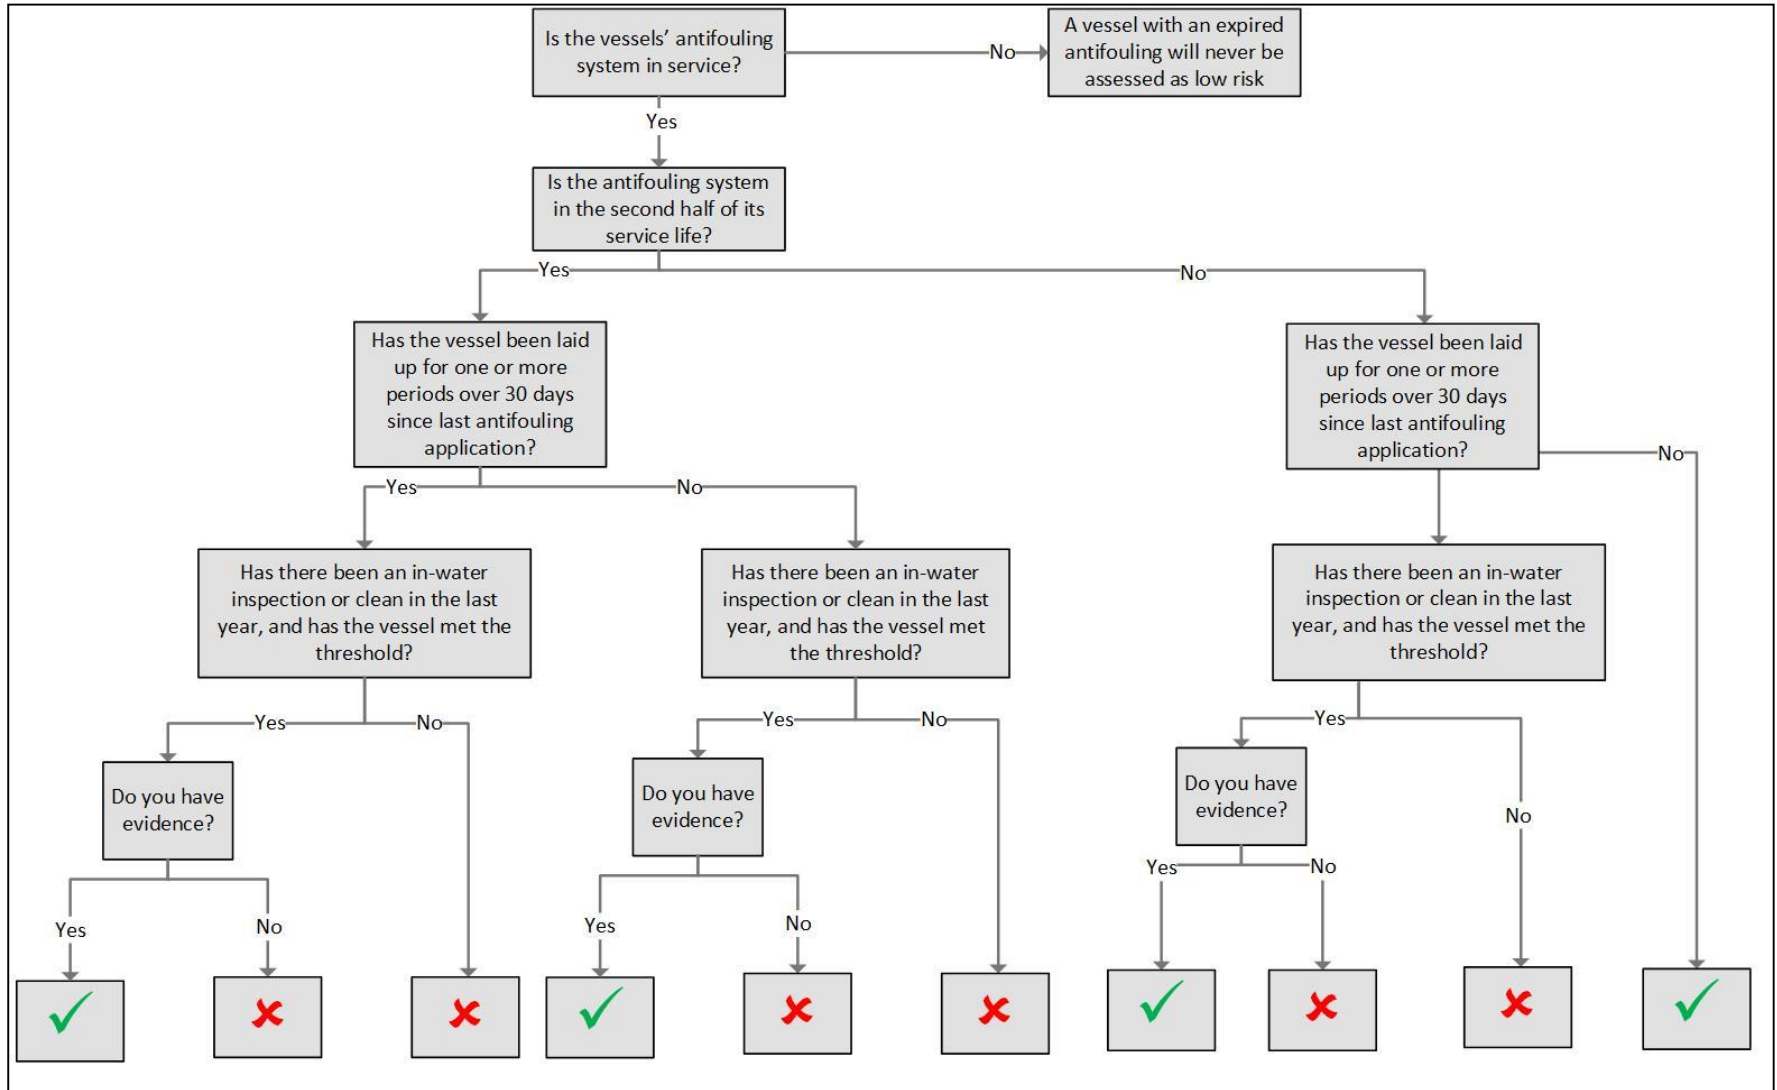 Is the vessels’ antifouling
system in service?
No
A vessel with an expired
antifouling will never be
assessed as low risk
Yes
Is the antifouling system
in the second half of its
service life?
Yes
No
Has the vessel been laid
up for one or more
periods over 30 days
since last antifouling
application?
Has the vessel been laid
up for one or more
periods over 30 days
since last antifouling
application?
No
Yes
No
Has there been an in-water
inspection or clean in the last
year, and has the vessel met the
threshold?
Has there been an in-water
inspection or clean in the last
year, and has the vessel met
the threshold?
Has there been an in-water
inspection or clean in the last
year, and has the vessel met the
threshold?
Yes
No
Yes
No
Yes
No
Do you have
evidence?
Do you have
evidence?
Do you have
evidence?
Yes
No
Yes
No
Yes
No